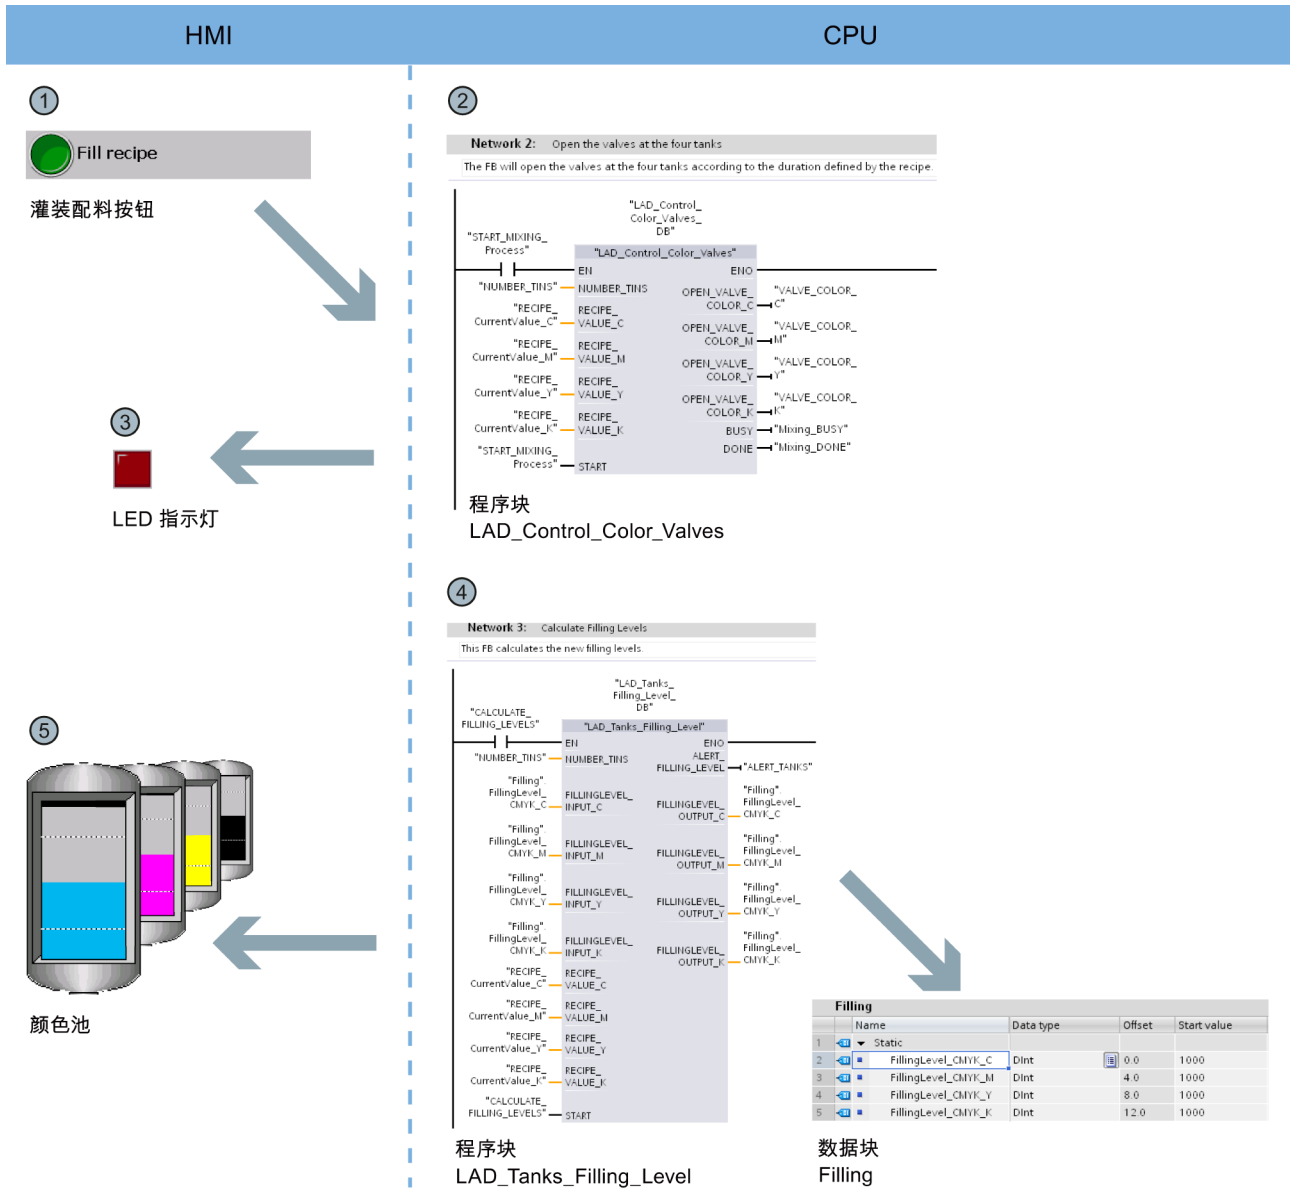 HMI
CPU
1
Fill recipe
灌装配料按钮
2
Network 2: Open the valves at the four tanks
The FB will open the valves at the four tanks according to the duration defined by the recipe.
"LAD_Control_
Color_Valves_
DB"
"START_MIXING_
Process"
"LAD_Control_Color_Valves"
EN
ENO
"NUMBER_TINS"
NUMBER_TINS
OPEN_VALVE_
COLOR_C
"VALVE_COLOR_
C"
"RECIPE_
CurrentValue_C"
RECIPE_
VALUE_C
OPEN_VALVE_
COLOR_M
"VALVE_COLOR_
M"
"RECIPE_
CurrentValue_M"
RECIPE_
VALUE_M
OPEN_VALVE_
COLOR_Y
"VALVE_COLOR_
Y"
"RECIPE_
CurrentValue_Y"
RECIPE_
VALUE_Y
OPEN_VALVE_
COLOR_K
"VALVE_COLOR_
K"
"RECIPE_
CurrentValue_K"
RECIPE_
VALUE_K
BUSY
"Mixing_BUSY"
DONE
"Mixing_DONE"
"START_MIXING_
Process"
START
程序块
LAD_Control_Color_Valves
3
LED 指示灯
4
Network 3: Calculate Filling Levels
This FB calculates the new filling levels.
"LAD_Tanks_
Filling_Level_
DB"
"CALCULATE_
FILLING_LEVELS"
"LAD_Tanks_Filling_Level"
EN
ENO
"NUMBER_TINS"
NUMBER_TINS
ALERT_
FILLING_LEVEL
"ALERT_TANKS"
"Filling".
FillingLevel_
CMYK_C
FILLINGLEVEL_
INPUT_C
FILLINGLEVEL_
OUTPUT_C
"Filling".
FillingLevel_
CMYK_C
"Filling".
FillingLevel_
CMYK_M
FILLINGLEVEL_
INPUT_M
FILLINGLEVEL_
OUTPUT_M
"Filling".
FillingLevel_
CMYK_M
"Filling".
FillingLevel_
CMYK_Y
FILLINGLEVEL_
INPUT_Y
FILLINGLEVEL_
OUTPUT_Y
"Filling".
FillingLevel_
CMYK_Y
"Filling".
FillingLevel_
CMYK_K
FILLINGLEVEL_
INPUT_K
FILLINGLEVEL_
OUTPUT_K
"Filling".
FillingLevel_
CMYK_K
"RECIPE_
CurrentValue_C"
RECIPE_
VALUE_C
"RECIPE_
CurrentValue_M"
RECIPE_
VALUE_M
"RECIPE_
CurrentValue_Y"
RECIPE_
VALUE_Y
"RECIPE_
CurrentValue_K"
RECIPE_
VALUE_K
"CALCULATE_
FILLING_LEVELS"
START
程序块
LAD_Tanks_Filling_Level
5
颜色池
Filling
Name Data type Offset Start value
1 Static
2 FillingLevel_CMYK_C DInt 0.0 1000
3 FillingLevel_CMYK_M DInt 4.0 1000
4 FillingLevel_CMYK_Y DInt 8.0 1000
5 FillingLevel_CMYK_K DInt 12.0 1000
数据块
Filling